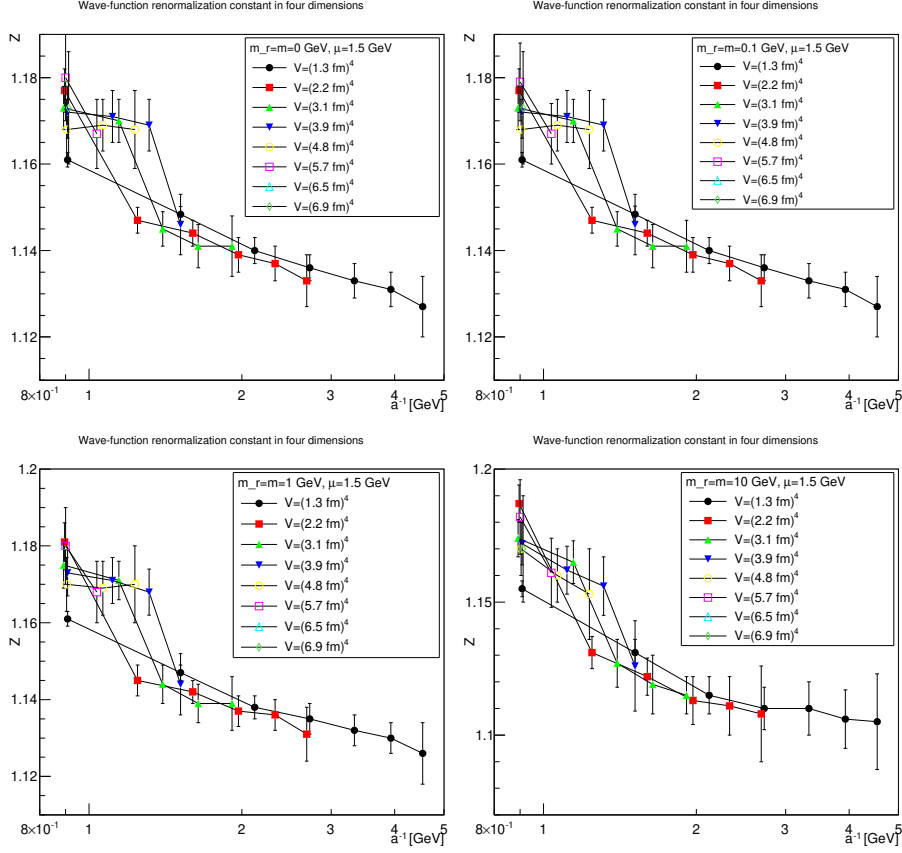 Wave-function renormalization constant in four dimensions
Z
m_r=m=0 GeV, μ=1.5 GeV
V=(1.3 fm)⁴
V=(2.2 fm)⁴
V=(3.1 fm)⁴
V=(3.9 fm)⁴
V=(4.8 fm)⁴
V=(5.7 fm)⁴
V=(6.5 fm)⁴
V=(6.9 fm)⁴
1.18
1.16
1.14
1.12
8×10⁻¹ 1 2 3 4 5
a⁻¹[GeV]
Wave-function renormalization constant in four dimensions
Z
m_r=m=0.1 GeV, μ=1.5 GeV
V=(1.3 fm)⁴
V=(2.2 fm)⁴
V=(3.1 fm)⁴
V=(3.9 fm)⁴
V=(4.8 fm)⁴
V=(5.7 fm)⁴
V=(6.5 fm)⁴
V=(6.9 fm)⁴
1.18
1.16
1.14
1.12
8×10⁻¹ 1 2 3 4 5
a⁻¹[GeV]
Wave-function renormalization constant in four dimensions
Z
m_r=m=1 GeV, μ=1.5 GeV
V=(1.3 fm)⁴
V=(2.2 fm)⁴
V=(3.1 fm)⁴
V=(3.9 fm)⁴
V=(4.8 fm)⁴
V=(5.7 fm)⁴
V=(6.5 fm)⁴
V=(6.9 fm)⁴
1.2
1.18
1.16
1.14
1.12
8×10⁻¹ 1 2 3 4 5
a⁻¹[GeV]
Wave-function renormalization constant in four dimensions
Z
m_r=m=10 GeV, μ=1.5 GeV
V=(1.3 fm)⁴
V=(2.2 fm)⁴
V=(3.1 fm)⁴
V=(3.9 fm)⁴
V=(4.8 fm)⁴
V=(5.7 fm)⁴
V=(6.5 fm)⁴
V=(6.9 fm)⁴
1.2
1.15
1.1
8×10⁻¹ 1 2 3 4 5
a⁻¹[GeV]